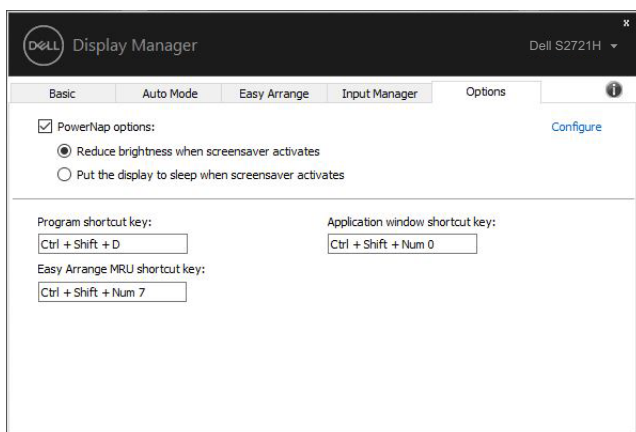 x
DELL Display Manager Dell S2721H
Basic Auto Mode Easy Arrange Input Manager Options
PowerNap options: Configure
Reduce brightness when screensaver activates
Put the display to sleep when screensaver activates
Program shortcut key: Application window shortcut key:
Ctrl + Shift + D Ctrl + Shift + Num 0
Easy Arrange MRU shortcut key:
Ctrl + Shift + Num 7